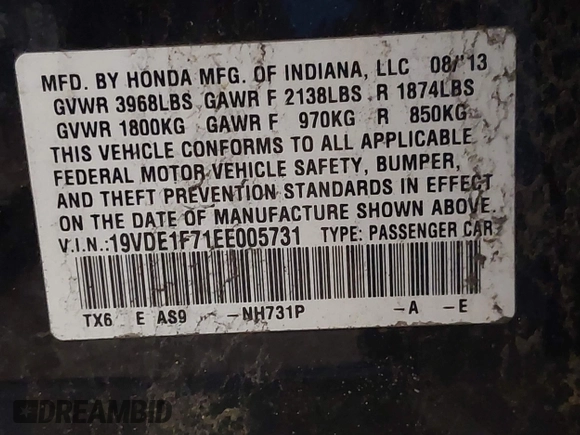 MFD. BY HONDA MFG. OF INDIANA, LLC 08/13
GVWR 3968LBS GAWR F 2138LBS R 1874LBS
GVWR 1800KG GAWR F 970KG R 850KG
THIS VEHICLE CONFORMS TO ALL APPLICABLE
FEDERAL MOTOR VEHICLE SAFETY, BUMPER,
AND THEFT PREVENTION STANDARDS IN EFFECT
ON THE DATE OF MANUFACTURE SHOWN ABOVE.
V.I.N.:19VDE1F71EE005731 TYPE: PASSENGER CAR
TX6 E AS9 -NH731P -A -E
DREAMBID